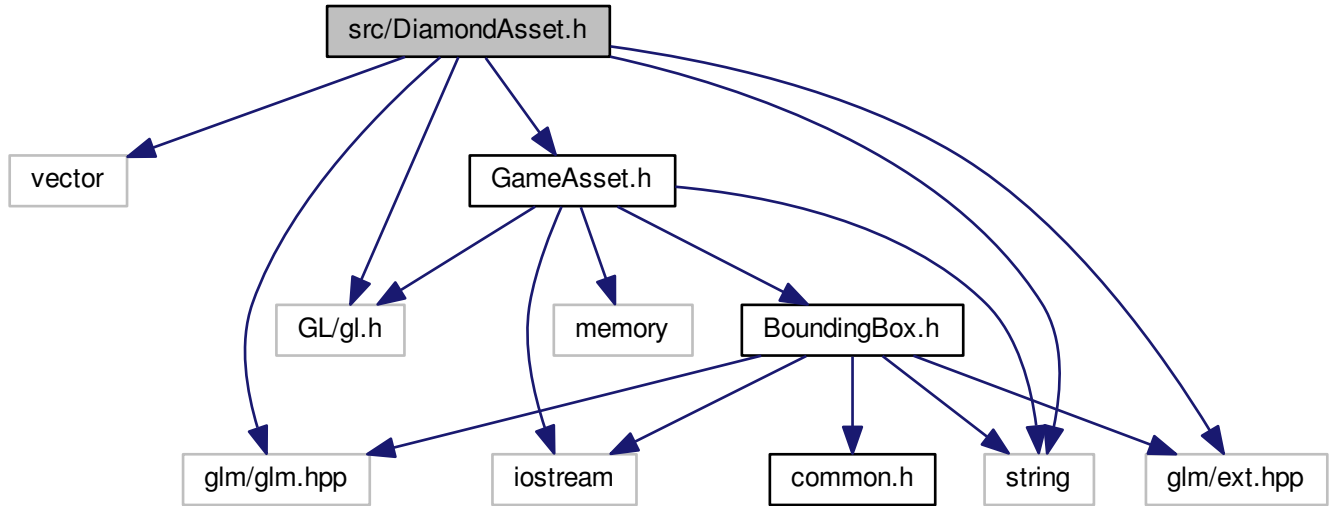 src/DiamondAsset.h
vector
GameAsset.h
GL/gl.h
memory
BoundingBox.h
glm/glm.hpp
iostream
common.h
string
glm/ext.hpp